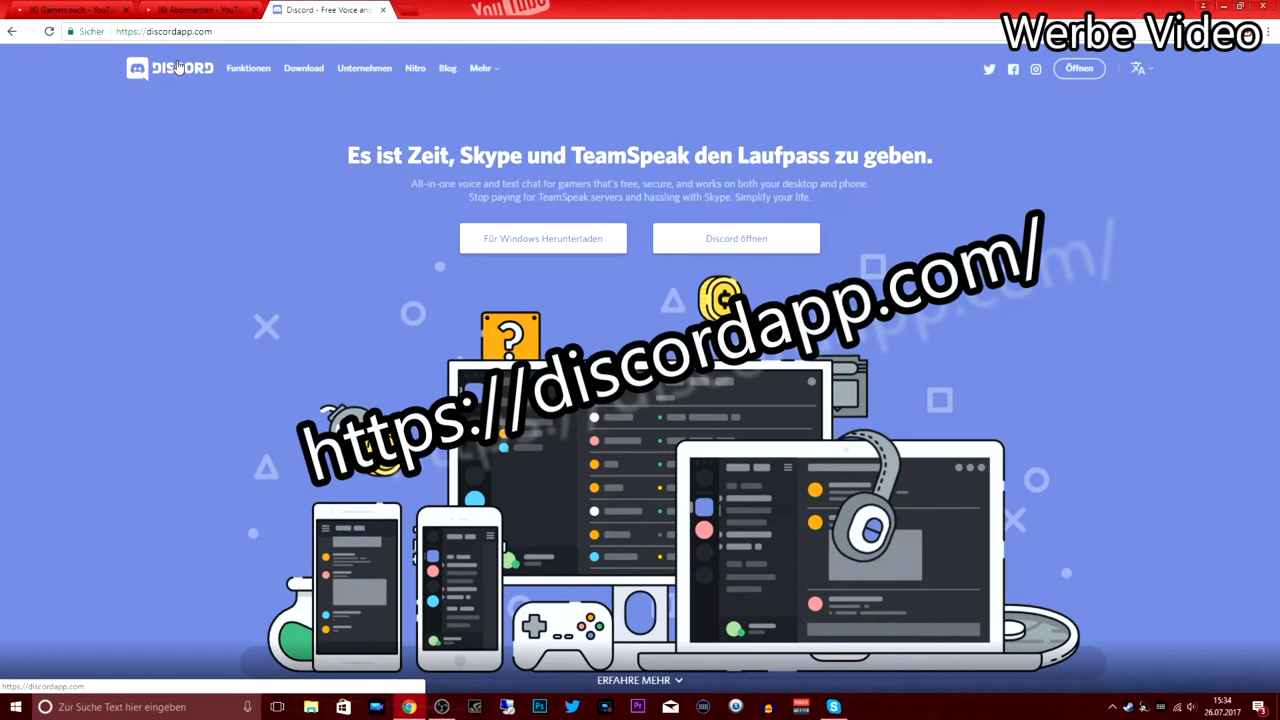 (6) Gamercouch - YouT
(6) Abonnenten - YouTu
Discord - Free Voice and
YouTube
Werbe Video
Sicher
https://discordapp.com
DISCORD
Funktionen
Download
Unternehmen
Nitro
Blog
Mehr
Öffnen
Es ist Zeit, Skype und TeamSpeak den Laufpass zu geben.
All-in-one voice and text chat for gamers that's free, secure, and works on both your desktop and phone.
Stop paying for TeamSpeak servers and hassling with Skype. Simplify your life.
Für Windows Herunterladen
Discord öffnen
https://discordapp.com/
ERFAHRE MEHR
https://discordapp.com
Zur Suche Text hier eingeben
15:34
26.07.2017